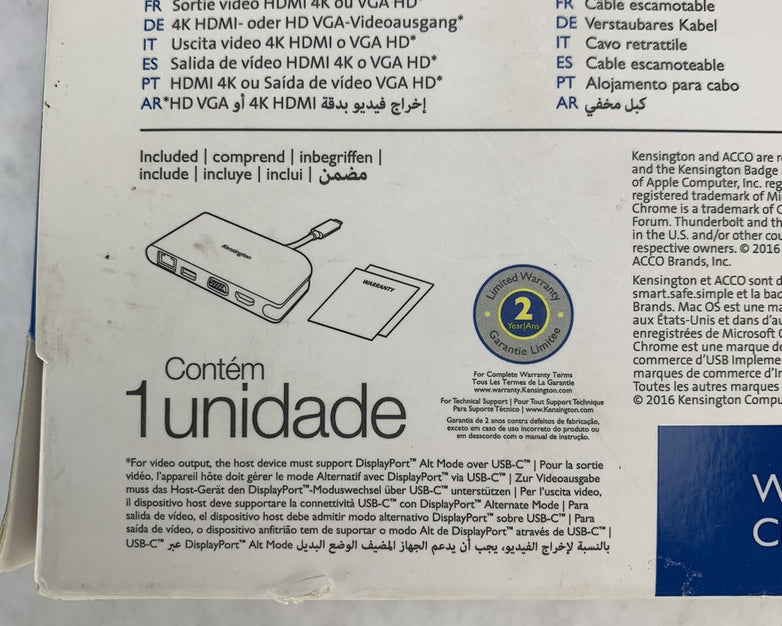 FR Sortie vidéo HDMI 4K ou VGA HD*
DE 4K HDMI- oder HD VGA-Videoausgang*
IT Uscita video 4K HDMI o VGA HD*
ES Salida de vídeo HDMI 4K o VGA HD*
PT HDMI 4K ou Saída de vídeo VGA HD*
AR إخراج فيديو بدقة 4K HDMI أو HD VGA*
FR Câble escamotable
DE Verstaubares Kabel
IT Cavo retrattile
ES Cable escamoteable
PT Alojamento para cabo
AR كبل مخفي
Included | comprend | inbegriffen |
include | incluye | inclui | مضمن
Kensington
WARRANTY
Limited Warranty
2
Year|Ans
Garantie Limitée
For Complete Warranty Terms
Tous Les Termes de La Garantie
www.warranty.Kensington.com
For Technical Support | Pour Tout Support Technique
Para Suporte Técnico | www.Kensington.com
Garantia de 2 anos contra defeitos de fabricação,
exceto em caso de uso incorreto do produto ou
em desacordo com o manual de instrução.
Contém
1 unidade
*For video output, the host device must support DisplayPort™ Alt Mode over USB-C™ | Pour la sortie
vidéo, l'appareil hôte doit gérer le mode Alternatif avec DisplayPort™ via USB-C™ | Zur Videoausgabe
muss das Host-Gerät den DisplayPort™-Moduswechsel über USB-C™ unterstützen | Per l'uscita video,
il dispositivo host deve supportare la connettività USB-C™ con DisplayPort™ Alternate Mode | Para
salida de vídeo, el dispositivo host debe admitir modo alternativo DisplayPort™ sobre USB-C™ | Para
saída de vídeo, o dispositivo anfitrião tem de suportar o modo Alt de DisplayPort™ através de USB-C™ |
بالنسبة لإخراج الفيديو، يجب أن يدعم الجهاز المضيف الوضع البديل DisplayPort™ Alt Mode عبر USB-C™
Kensington and ACCO are
and the Kensington Badge
of Apple Computer, Inc.
registered trademark of
Chrome is a trademark of
Forum. Thunderbolt and
in the U.S. and/or other
respective owners. © 2016
ACCO Brands, Inc.
Kensington et ACCO sont
smart.safe.simple et la
Brands. Mac OS est une
aux États-Unis et dans
enregistrées de Microsoft
Chrome est une marque
commerce d'USB
marques de commerce
Toutes les autres marques
© 2016 Kensington